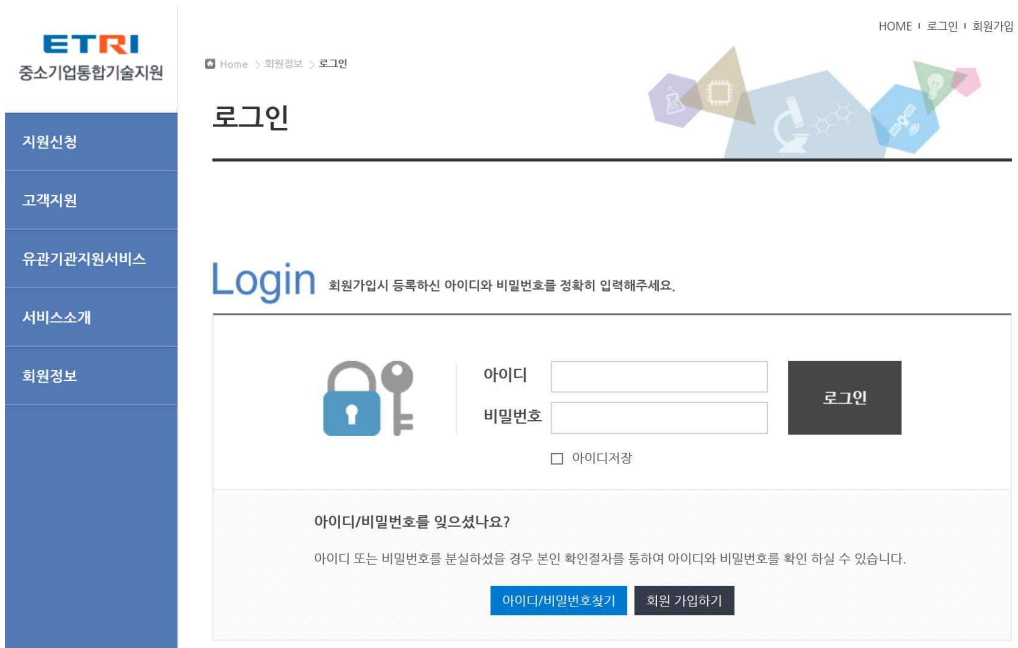 ETRI
중소기업통합기술지원
지원신청
고객지원
유관기관지원서비스
서비스소개
회원정보
HOME 로그인 회원가입
Home > 회원정보 > 로그인
로그인
Login 회원가입시 등록하신 아이디와 비밀번호를 정확히 입력해주세요.
아이디
비밀번호
로그인
아이디저장
아이디/비밀번호를 잊으셨나요?
아이디 또는 비밀번호를 분실하셨을 경우 본인 확인절차를 통하여 아이디와 비밀번호를 확인 하실 수 있습니다.
아이디/비밀번호찾기 회원 가입하기